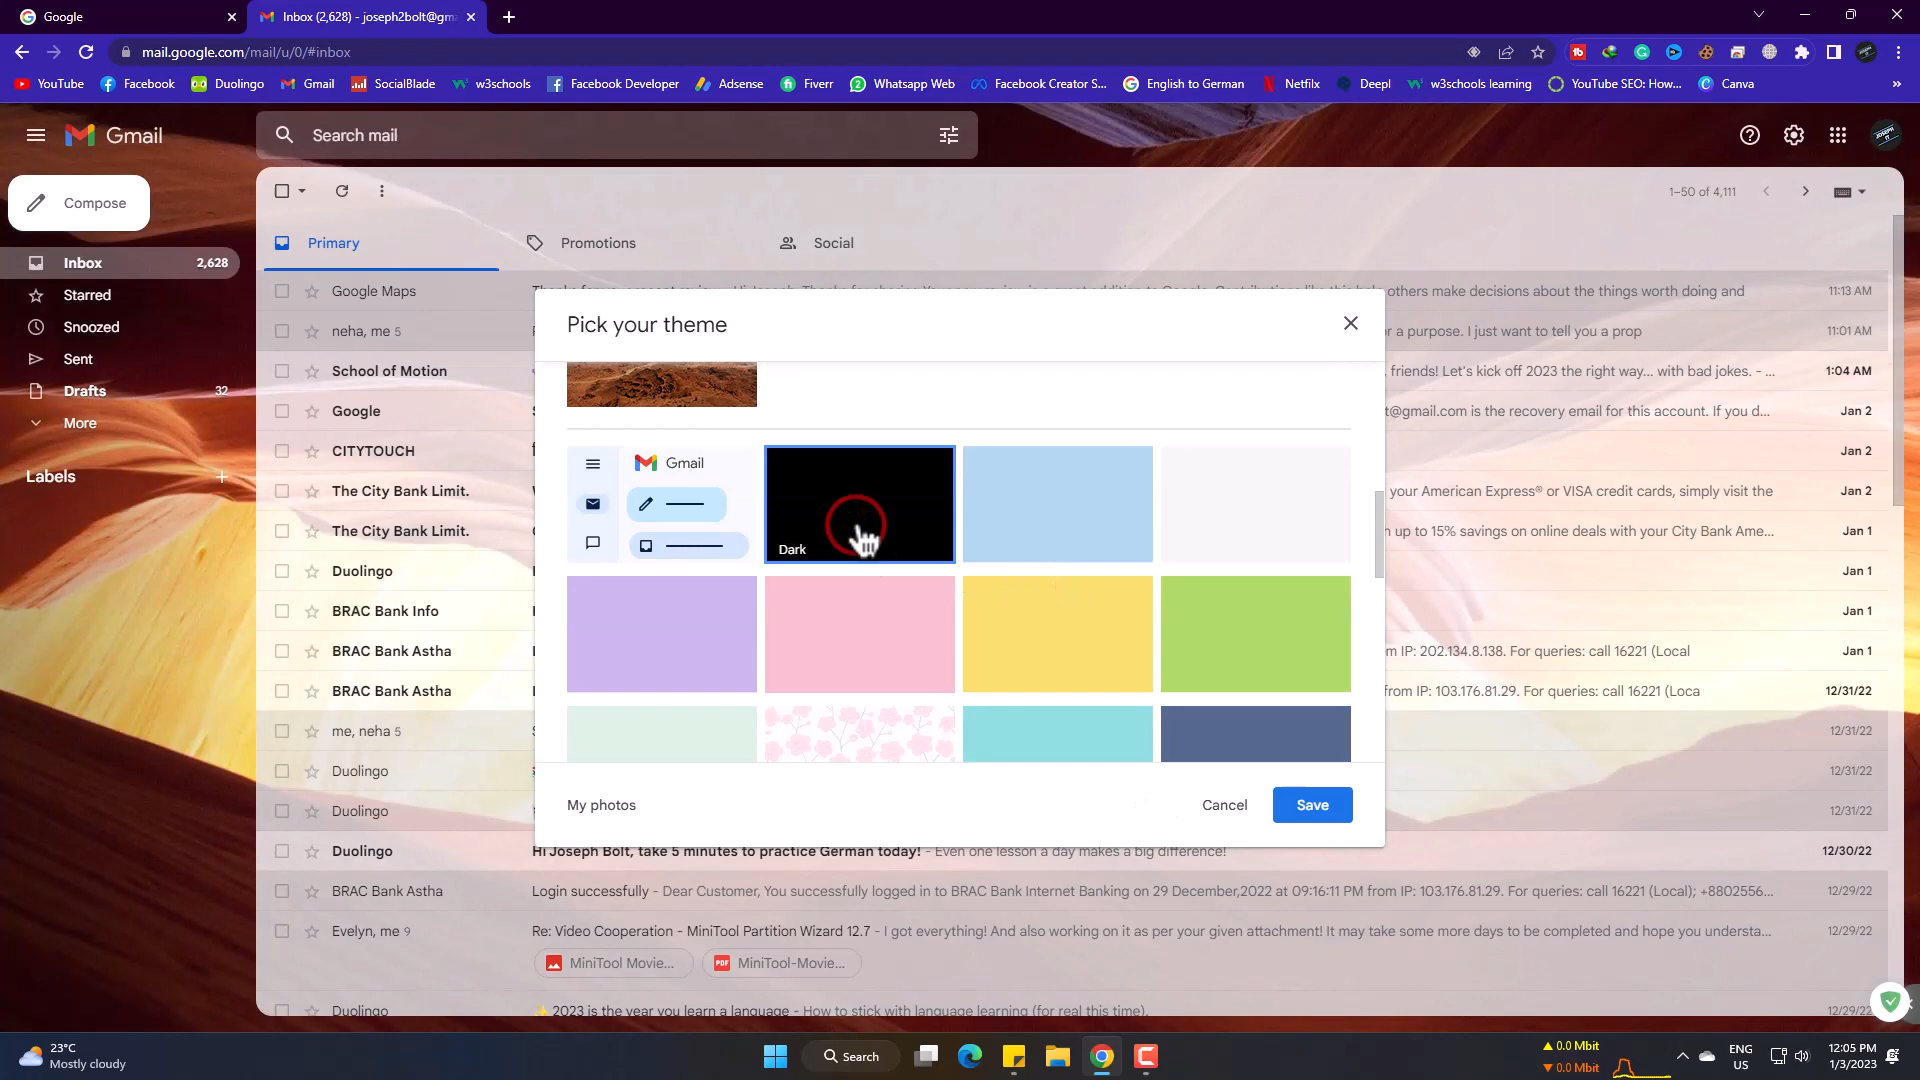 Google
Inbox (2,628) - joseph2bolt@gm
mail.google.com/mail/u/0/#inbox
YouTube Facebook Duolingo Gmail SocialBlade w3schools Facebook Developer Adsense Fiverr Whatsapp Web Facebook Creator S... English to German Netfilx Deepl w3schools learning YouTube SEO: How... Canva
Gmail
Search mail
Compose
1–50 of 4,111
Primary Promotions Social
Inbox 2,628
Starred
Snoozed
Sent
Drafts 32
More
Labels
Google Maps others make decisions about the things worth doing and 11:13 AM
neha, me 5 r a purpose. I just want to tell you a prop 11:01 AM
School of Motion friends! Let's kick off 2023 the right way... with bad jokes. - ... 1:04 AM
Google t@gmail.com is the recovery email for this account. If you d... Jan 2
CITYTOUCH Jan 2
The City Bank Limit. your American Express® or VISA credit cards, simply visit the Jan 2
The City Bank Limit. n up to 15% savings on online deals with your City Bank Ame... Jan 1
Duolingo Jan 1
BRAC Bank Info Jan 1
BRAC Bank Astha m IP: 202.134.8.138. For queries: call 16221 (Local Jan 1
BRAC Bank Astha from IP: 103.176.81.29. For queries: call 16221 (Loca 12/31/22
me, neha 5 12/31/22
Duolingo 12/31/22
Duolingo 12/31/22
Duolingo Hi Joseph Bolt, take 5 minutes to practice German today! - Even one lesson a day makes a big difference! 12/30/22
BRAC Bank Astha Login successfully - Dear Customer, You successfully logged in to BRAC Bank Internet Banking on 29 December,2022 at 09:16:11 PM from IP: 103.176.81.29. For queries: call 16221 (Local); +8802556... 12/29/22
Evelyn, me 9 Re: Video Cooperation - MiniTool Partition Wizard 12.7 - I got everything! And also working on it as per your given attachment! It may take some more days to be completed and hope you understa... 12/29/22
MiniTool Movie... PDF MiniTool-Movie...
Duolingo ✨ 2023 is the year you learn a language - How to stick with language learning (for real this time). 12/29/22
Pick your theme
Gmail
Dark
My photos Cancel Save
23°C
Mostly cloudy
Search
0.0 Mbit
0.0 Mbit
ENG
US
12:05 PM
1/3/2023